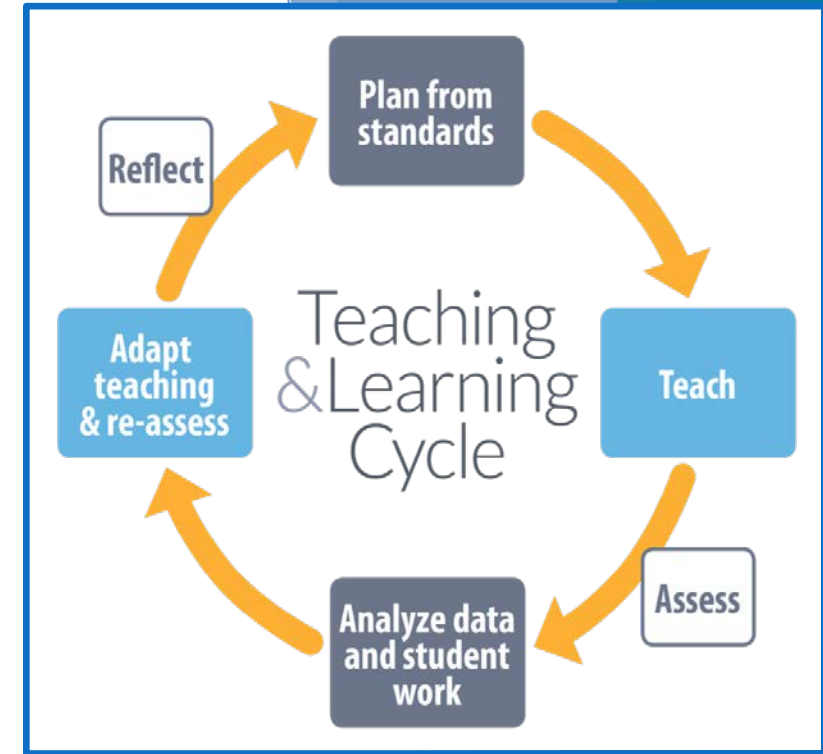 Plan from
standards
Reflect
Teaching
&Learning
Cycle
Adapt
teaching
& re-assess
Teach
Assess
Analyze data
and student
work